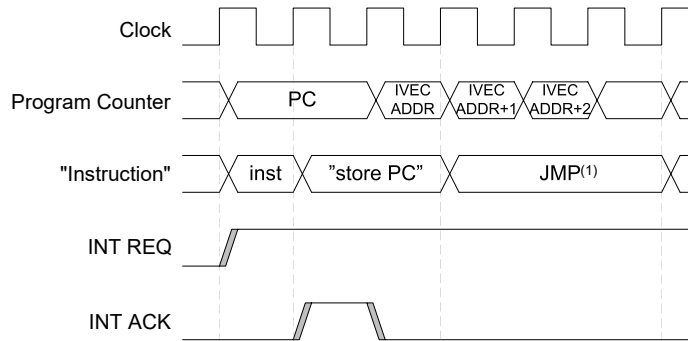 Clock
Program Counter
PC
IVEC
ADDR
IVEC
ADDR+1
IVEC
ADDR+2
"Instruction"
inst
"store PC"
JMP(1)
INT REQ
INT ACK